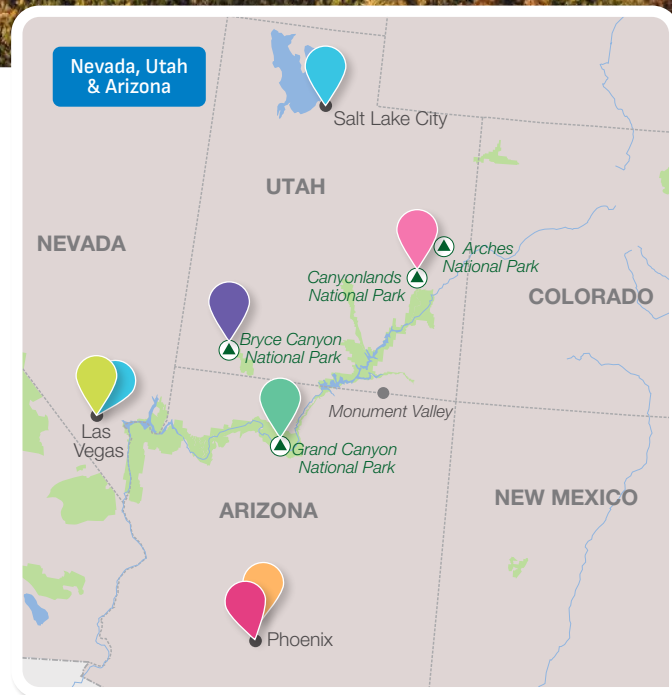 Nevada, Utah
& Arizona
Salt Lake City
UTAH
NEVADA
Arches
National Park
Canyonlands
National Park
COLORADO
Bryce Canyon
National Park
Monument Valley
Las
Vegas
Grand Canyon
National Park
NEW MEXICO
ARIZONA
Phoenix